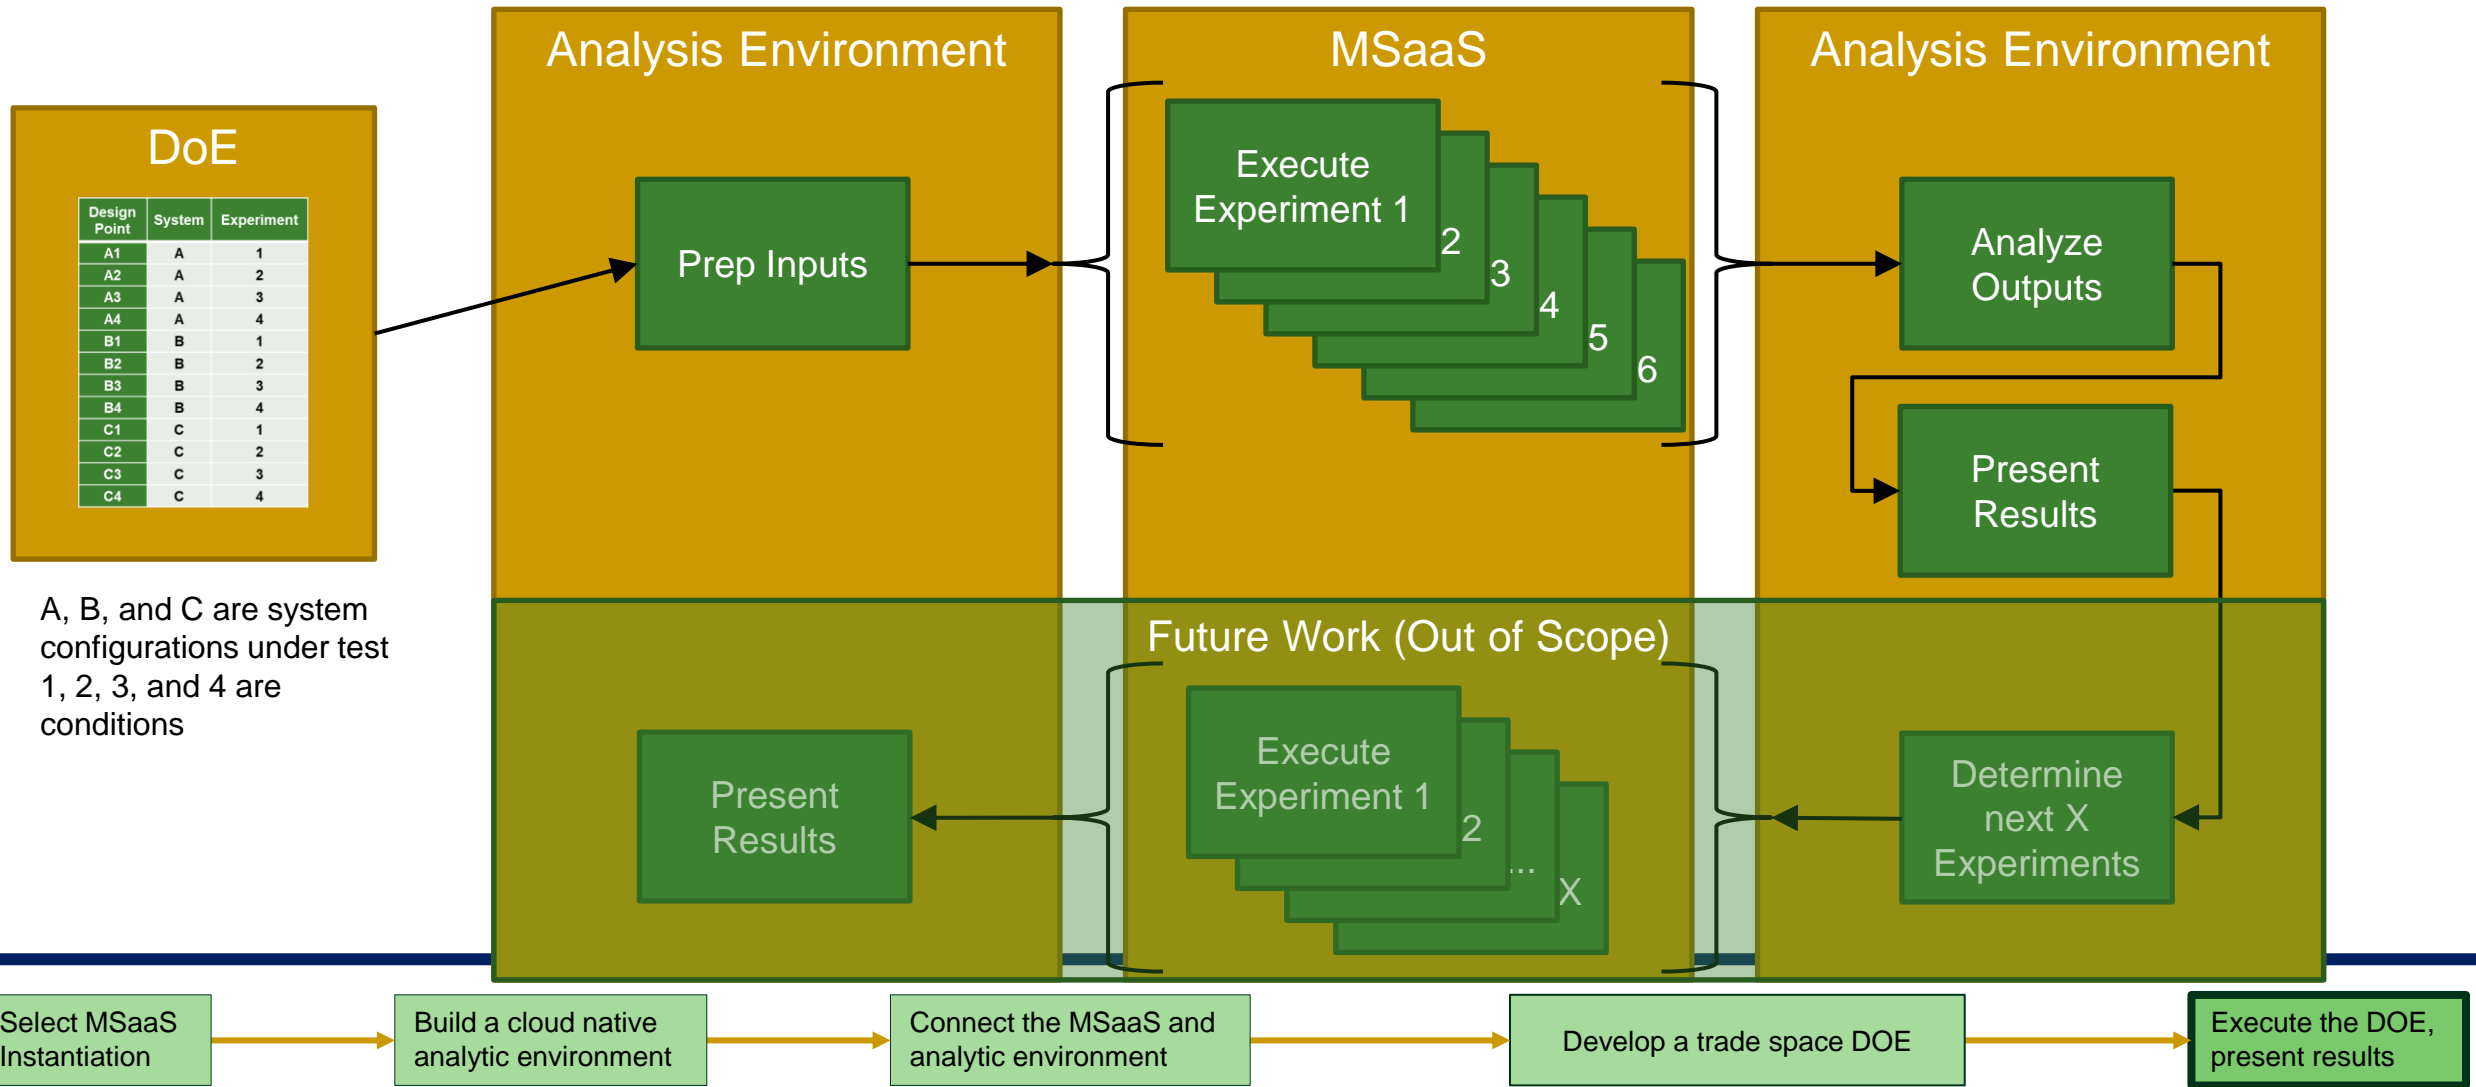 Analysis Environment
MSaaS
Analysis Environment
DoE
Design Point System Experiment
A1 A 1
A2 A 2
A3 A 3
A4 A 4
B1 B 1
B2 B 2
B3 B 3
B4 B 4
C1 C 1
C2 C 2
C3 C 3
C4 C 4
A, B, and C are system
configurations under test
1, 2, 3, and 4 are
conditions
Prep Inputs
Execute
Experiment 1
2
3
4
5
6
Analyze
Outputs
Present
Results
Future Work (Out of Scope)
Present
Results
Execute
Experiment 1
2
...
X
Determine
next X
Experiments
Select MSaaS
Instantiation
Build a cloud native
analytic environment
Connect the MSaaS and
analytic environment
Develop a trade space DOE
Execute the DOE,
present results